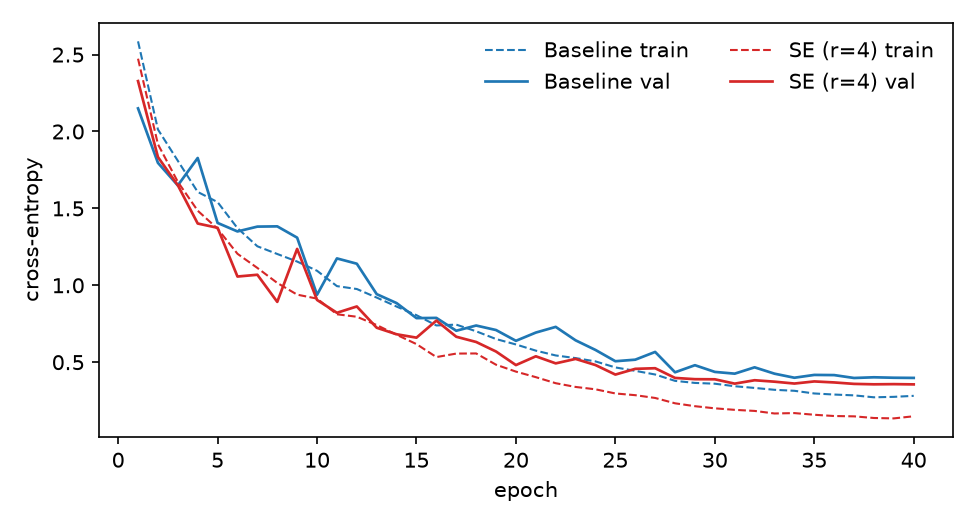 Baseline train
Baseline val
SE (r=4) train
SE (r=4) val
cross-entropy
2.5
2.0
1.5
1.0
0.5
0 5 10 15 20 25 30 35 40
epoch